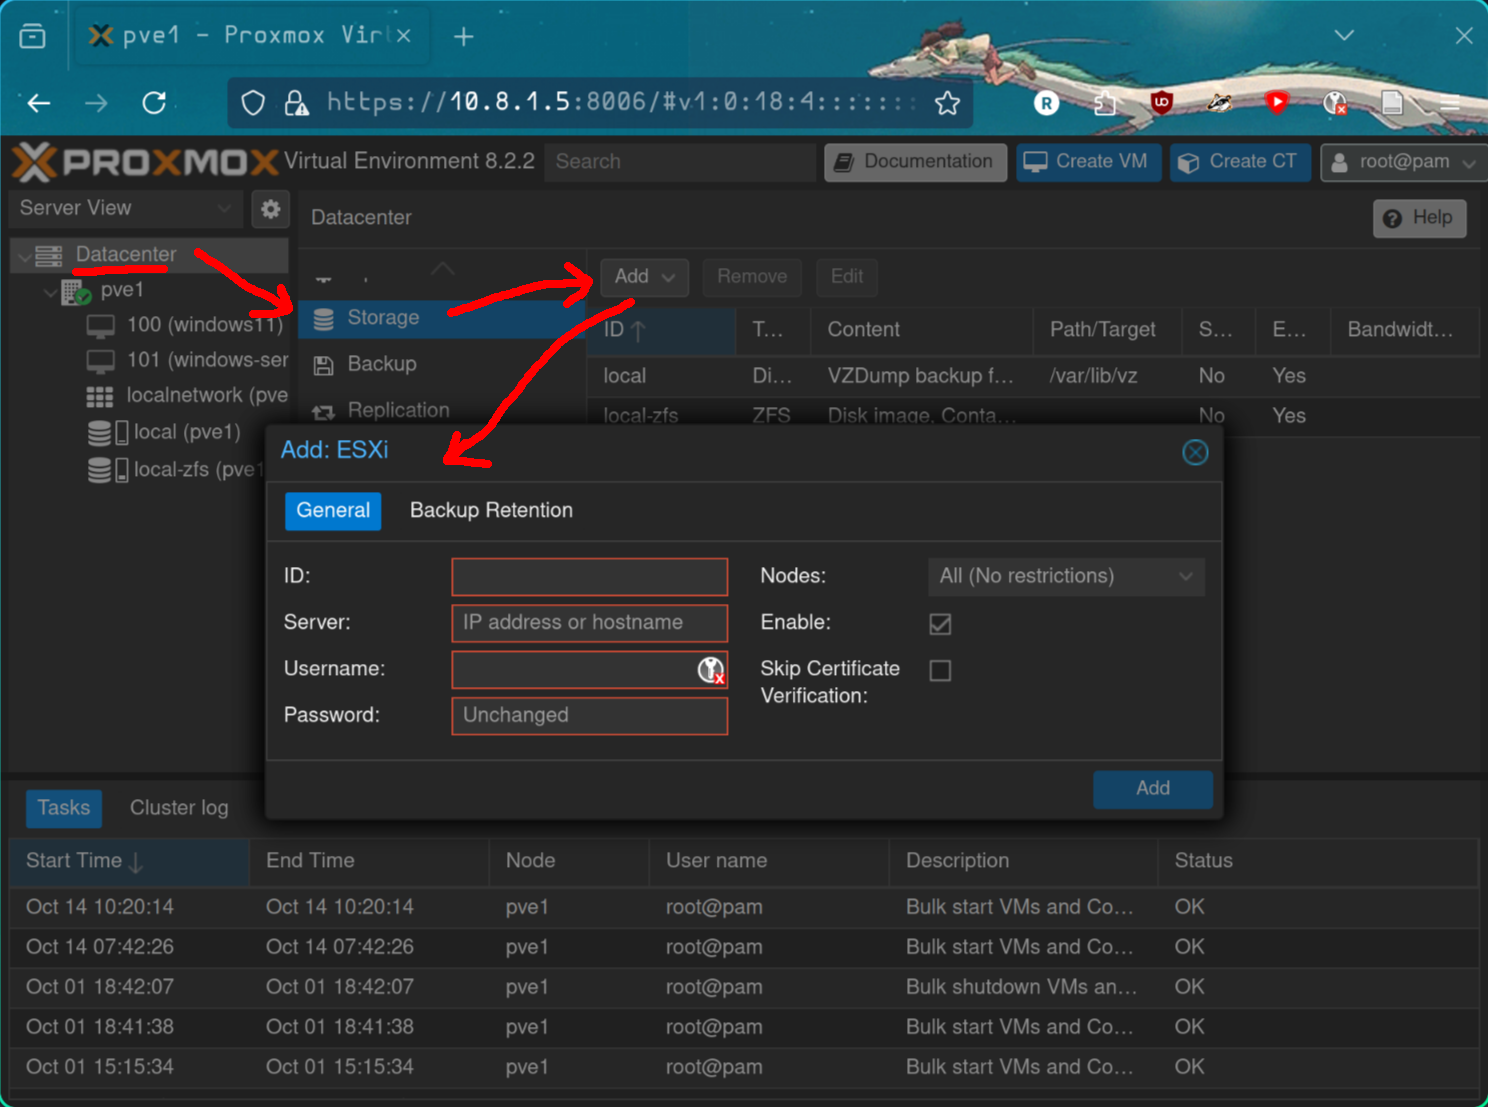 pve1 - Proxmox Virt
https://10.8.1.5:8006/#v1:0:18:4:::::::
PROXMOX Virtual Environment 8.2.2 Search Documentation Create VM Create CT root@pam
Server View
Datacenter
Help
Datacenter
pve1
100 (windows11)
101 (windows-ser
localnetwork (pve
local (pve1)
local-zfs (pve1
Storage
Backup
Replication
Add Remove Edit
ID T... Content Path/Target S... E... Bandwidt...
local Di... VZDump backup f... /var/lib/vz No Yes
local-zfs ZFS Disk image, Conta... No Yes
Add: ESXi
General Backup Retention
ID:
Server: IP address or hostname
Username:
Password: Unchanged
Nodes: All (No restrictions)
Enable:
Skip Certificate
Verification:
Add
Tasks Cluster log
Start Time End Time Node User name Description Status
Oct 14 10:20:14 Oct 14 10:20:14 pve1 root@pam Bulk start VMs and Co... OK
Oct 14 07:42:26 Oct 14 07:42:26 pve1 root@pam Bulk start VMs and Co... OK
Oct 01 18:42:07 Oct 01 18:42:07 pve1 root@pam Bulk shutdown VMs an... OK
Oct 01 18:41:38 Oct 01 18:41:38 pve1 root@pam Bulk start VMs and Co... OK
Oct 01 15:15:34 Oct 01 15:15:34 pve1 root@pam Bulk start VMs and Co... OK